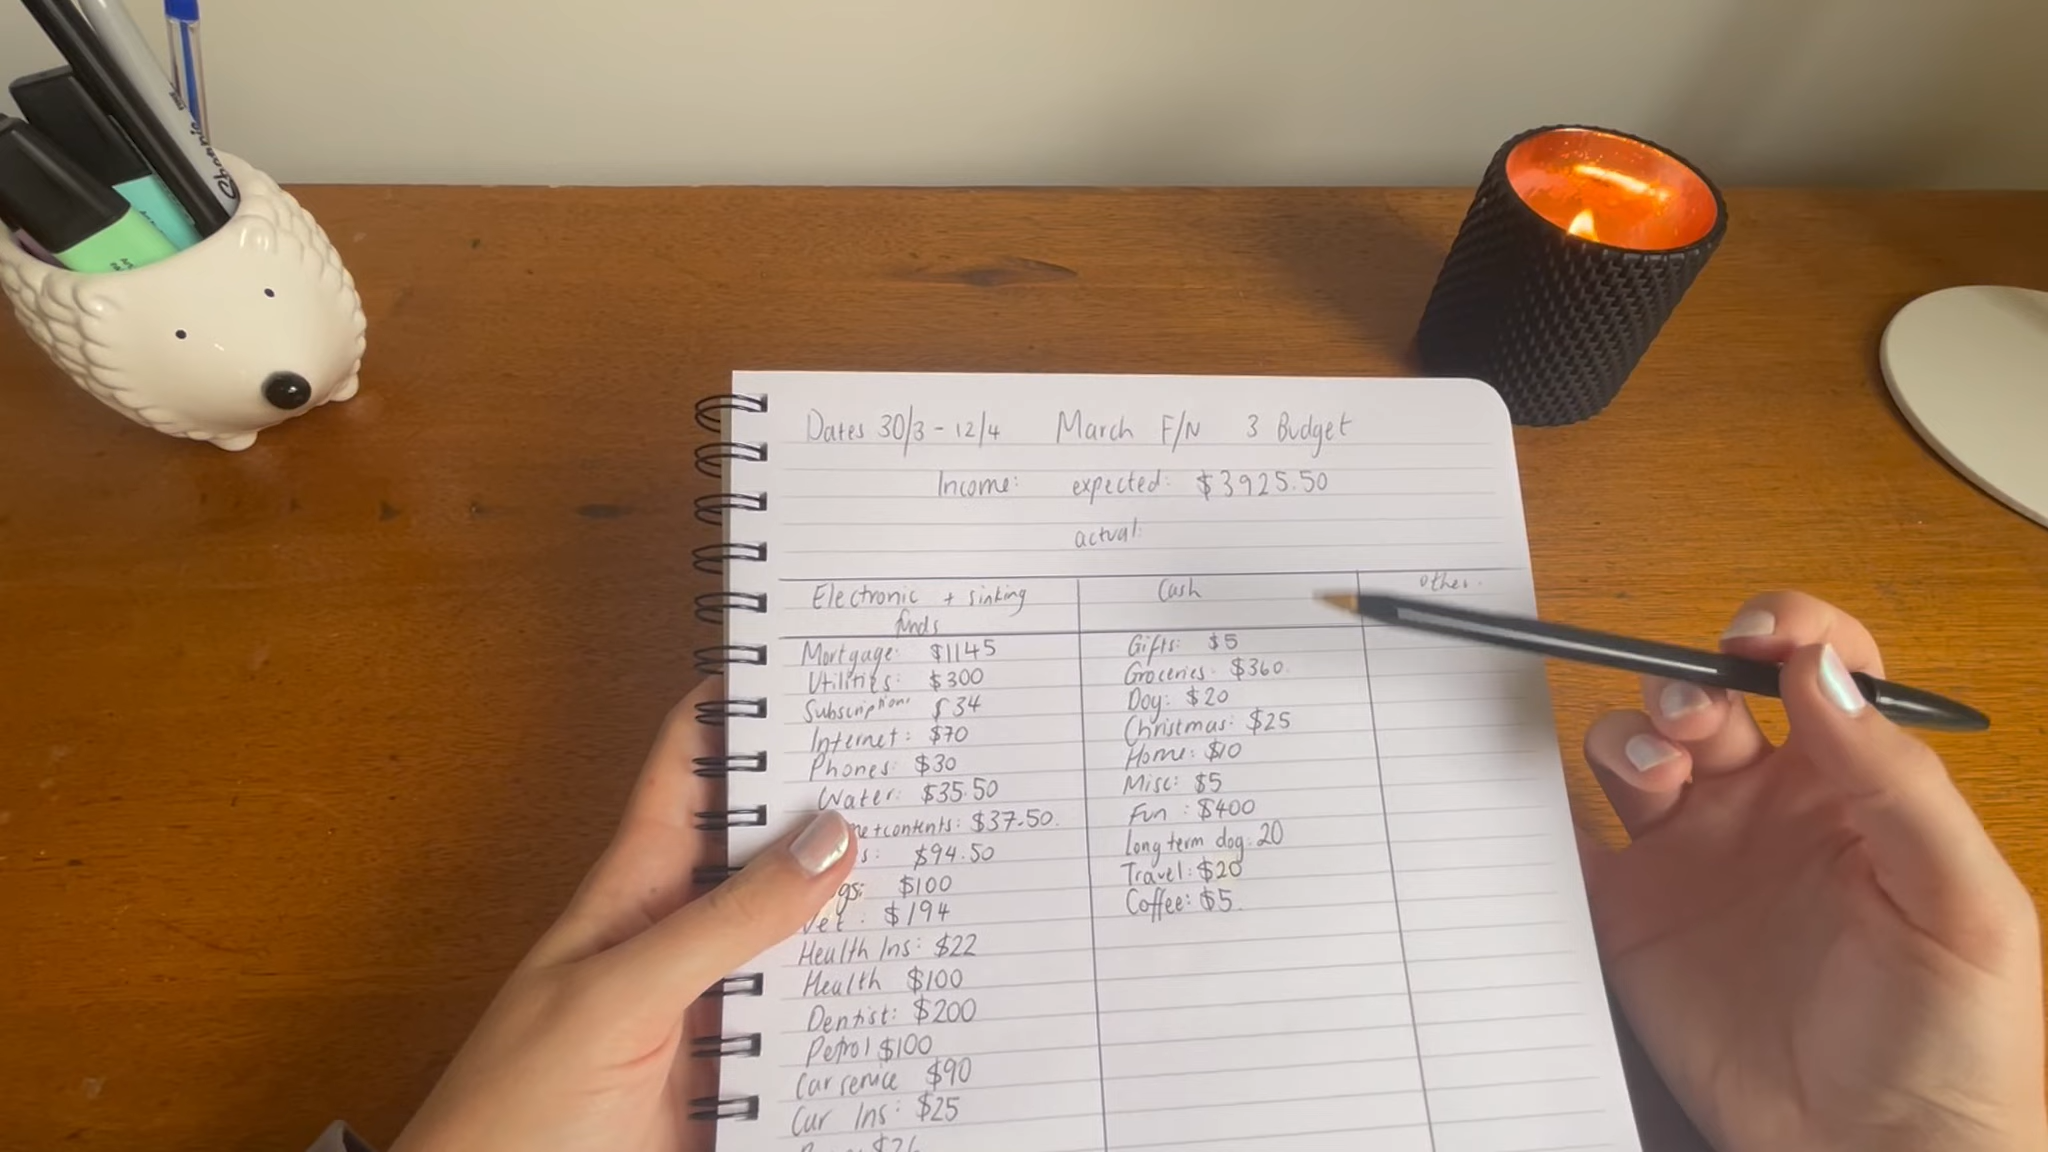 Dates 30/3 - 12/4 March F/N 3 Budget
Income: expected: $3925.50
actual:
Electronic + sinking funds
Mortgage: $1145
Utilities: $300
Subscriptions $34
Internet: $70
Phones: $30
Water: $35.50
+contents: $37.50.
$94.50
$100
Vet: $194
Health Ins: $22
Health $100
Dentist: $200
Petrol $100
Car service $90
Car Ins: $25
Cash
Gifts: $5
Groceries: $360.
Dog: $20
Christmas: $25
Home: $10
Misc: $5
Fun: $400
Long term dog: 20
Travel: $20
Coffee: $5.
other.
Sharpie